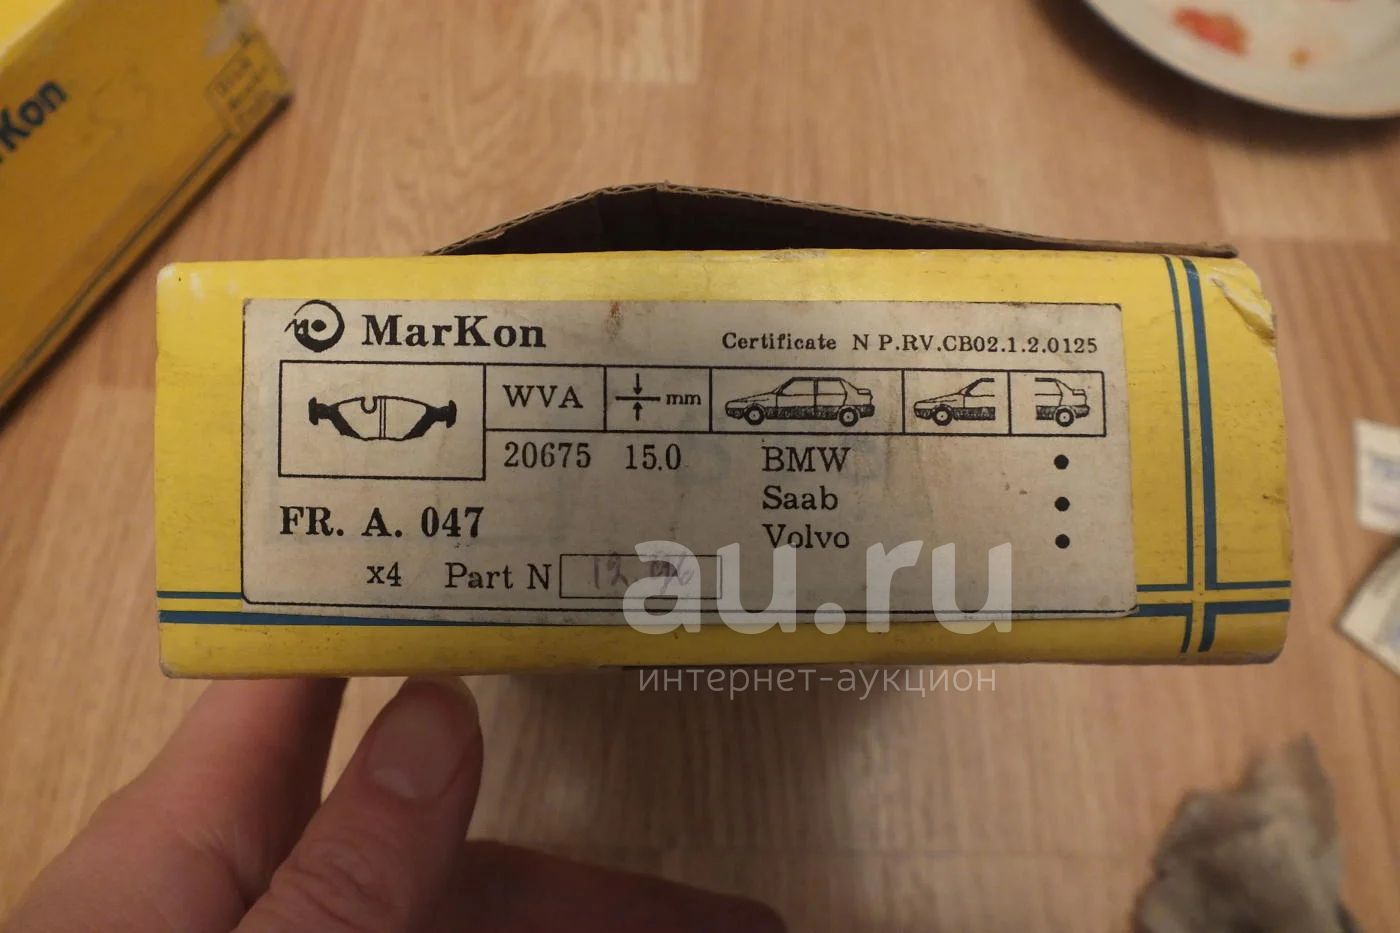 Kon
MarKon
Certificate N P.RV.CB02.1.2.0125
WVA mm
20675 15.0 BMW
Saab
FR. A. 047
Volvo
x4 Part N
au.ru
интернет-аукцион